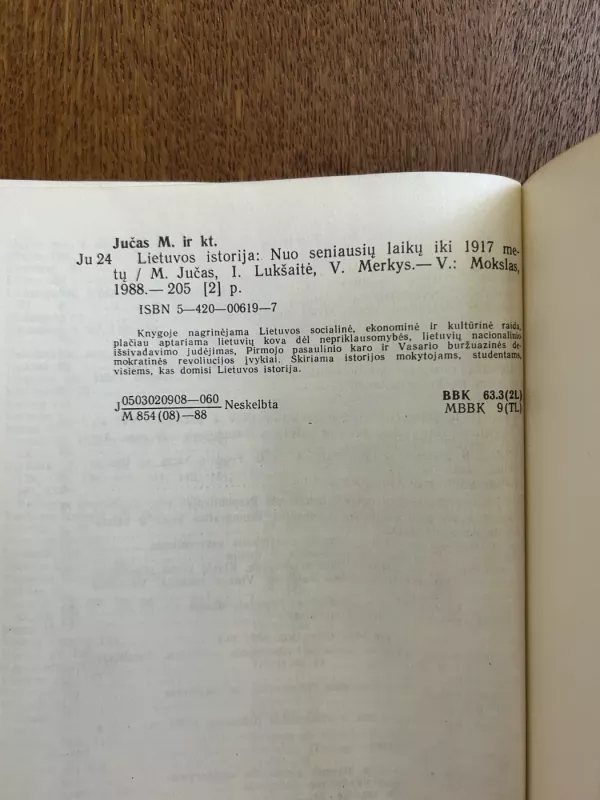 Jučas M. ir kt.
Ju 24 Lietuvos istorija: Nuo seniausių laikų iki 1917 me-
tų / M. Jučas, I. Lukšaitė, V. Merkys.— V.: Mokslas,
1988.— 205 [2] p.
ISBN 5—420—00619—7
Knygoje nagrinėjama Lietuvos socialinė, ekonominė ir kultūrinė raida,
plačiau aptariama lietuvių kova dėl nepriklausomybės, lietuvių nacionalinio
išsivadavimo judėjimas, Pirmojo pasaulinio karo ir Vasario buržuazinės de-
mokratinės revoliucijos įvykiai. Skiriama istorijos mokytojams, studentams,
visiems, kas domisi Lietuvos istorija.
0503020908—060 BBK 63.3(2L)
J Neskelbta
M 854(08)—88 MBBK 9(TL)